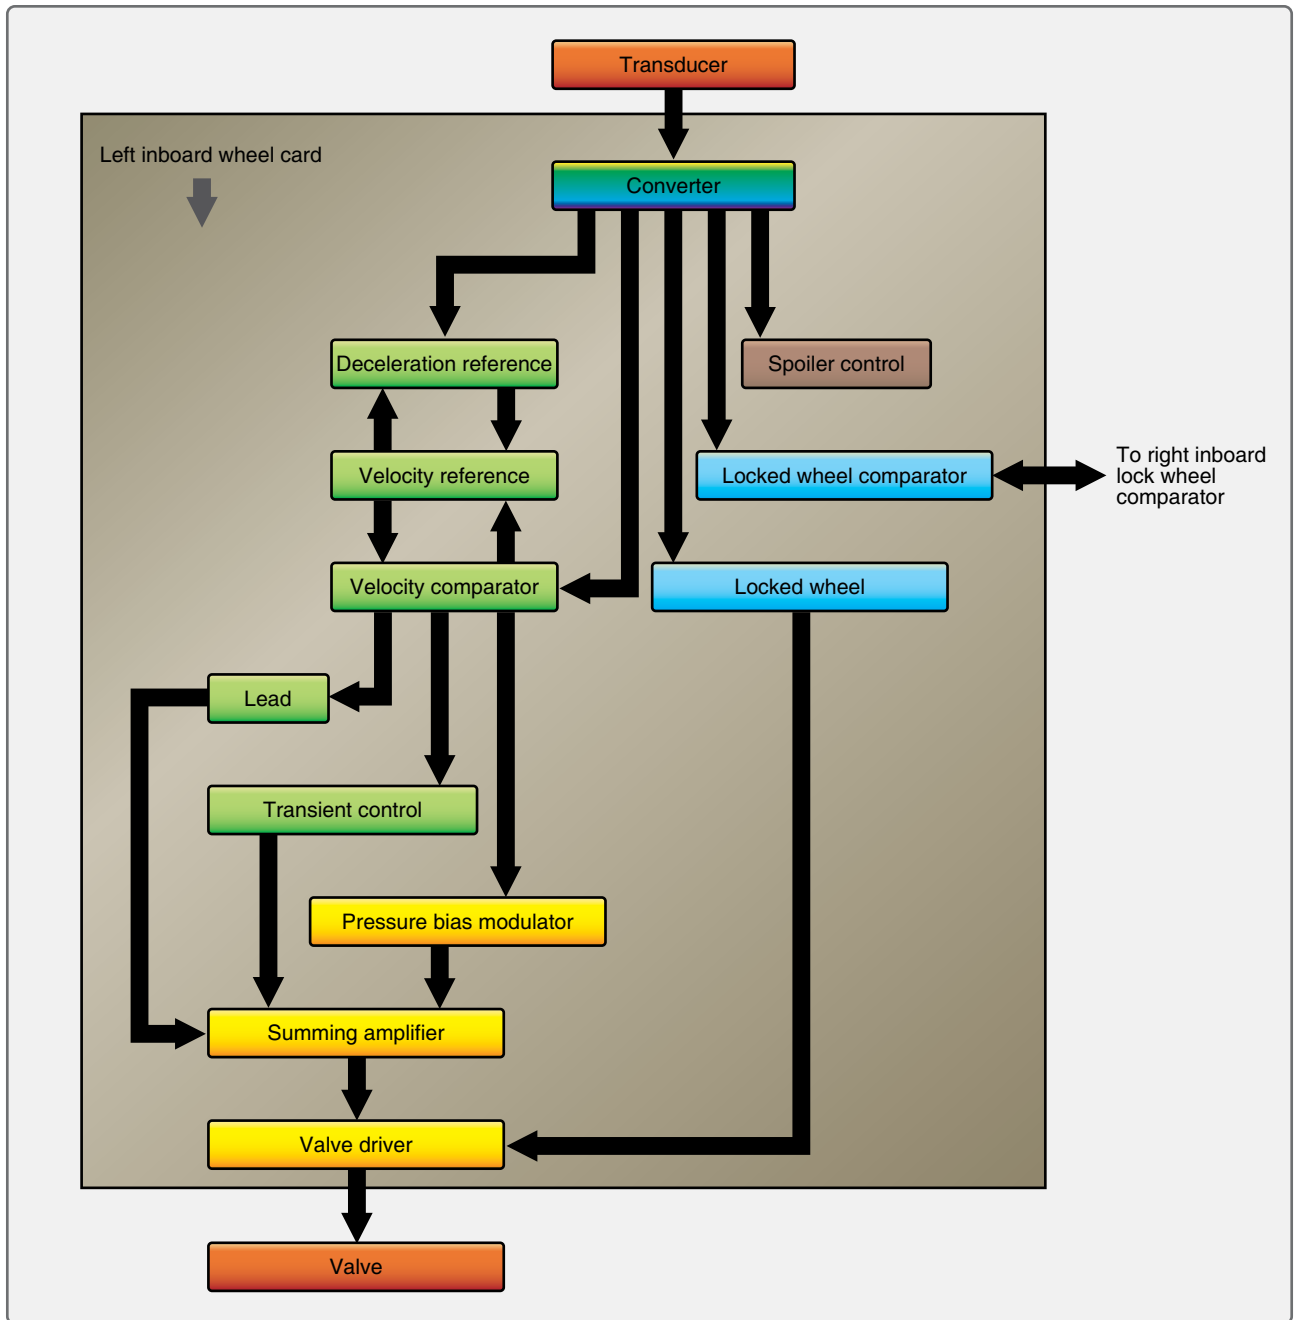 Transducer
Left inboard wheel card
Converter
Deceleration reference
Spoiler control
Velocity reference
Locked wheel comparator
To right inboard
lock wheel
comparator
Velocity comparator
Locked wheel
Lead
Transient control
Pressure bias modulator
Summing amplifier
Valve driver
Valve